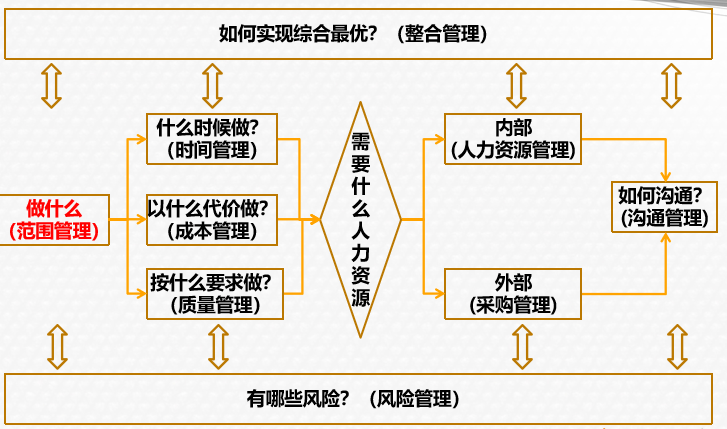 如何实现综合最优？（整合管理）
什么时候做?
（时间管理）
做什么
（范围管理）
以什么代价做？
（成本管理）
按什么要求做？
（质量管理）
需要什么人力资源
内部
（人力资源管理）
外部
（采购管理）
如何沟通？
（沟通管理）
有哪些风险？（风险管理）